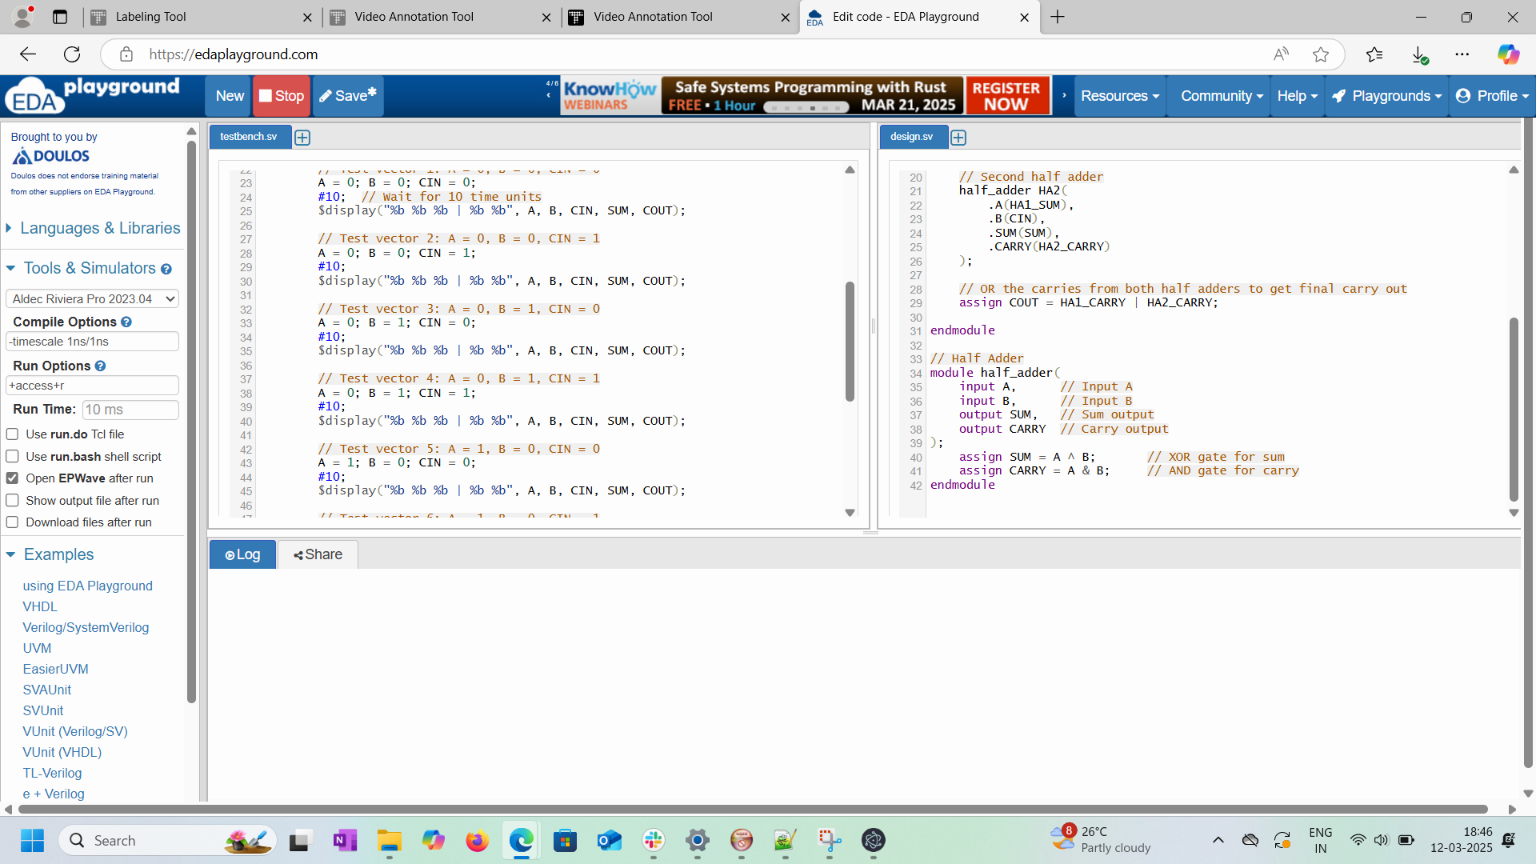 Labeling Tool
Video Annotation Tool
Video Annotation Tool
EDA
Edit code - EDA Playground
https://edaplayground.com
EDA playground
New
Stop
Save*
4/6
KnowHow
WEBINARS
Safe Systems Programming with Rust
FREE • 1 Hour
MAR 21, 2025
REGISTER
NOW
Resources
Community
Help
Playgrounds
Profile
Brought to you by
DOULOS
Doulos does not endorse training material
from other suppliers on EDA Playground.
Languages & Libraries
Tools & Simulators
Aldec Riviera Pro 2023.04
Compile Options
-timescale 1ns/1ns
Run Options
+access+r
Run Time: 10 ms
Use run.do Tcl file
Use run.bash shell script
Open EPWave after run
Show output file after run
Download files after run
Examples
using EDA Playground
VHDL
Verilog/SystemVerilog
UVM
EasierUVM
SVAUnit
SVUnit
VUnit (Verilog/SV)
VUnit (VHDL)
TL-Verilog
e + Verilog
testbench.sv
22 // Test vector 1: A = 0, B = 0, CIN = 0
23 A = 0; B = 0; CIN = 0;
24 #10; // Wait for 10 time units
25 $display("%b %b %b | %b %b", A, B, CIN, SUM, COUT);
26
27 // Test vector 2: A = 0, B = 0, CIN = 1
28 A = 0; B = 0; CIN = 1;
29 #10;
30 $display("%b %b %b | %b %b", A, B, CIN, SUM, COUT);
31
32 // Test vector 3: A = 0, B = 1, CIN = 0
33 A = 0; B = 1; CIN = 0;
34 #10;
35 $display("%b %b %b | %b %b", A, B, CIN, SUM, COUT);
36
37 // Test vector 4: A = 0, B = 1, CIN = 1
38 A = 0; B = 1; CIN = 1;
39 #10;
40 $display("%b %b %b | %b %b", A, B, CIN, SUM, COUT);
41
42 // Test vector 5: A = 1, B = 0, CIN = 0
43 A = 1; B = 0; CIN = 0;
44 #10;
45 $display("%b %b %b | %b %b", A, B, CIN, SUM, COUT);
46
47 // Test vector 6: A = 1, B = 0, CIN = 1
design.sv
20 // Second half adder
21 half_adder HA2(
22 .A(HA1_SUM),
23 .B(CIN),
24 .SUM(SUM),
25 .CARRY(HA2_CARRY)
26 );
27
28 // OR the carries from both half adders to get final carry out
29 assign COUT = HA1_CARRY | HA2_CARRY;
30
31 endmodule
32
33 // Half Adder
34 module half_adder(
35 input A, // Input A
36 input B, // Input B
37 output SUM, // Sum output
38 output CARRY // Carry output
39 );
40 assign SUM = A ^ B; // XOR gate for sum
41 assign CARRY = A & B; // AND gate for carry
42 endmodule
Log
Share
Search
8
26°C
Partly cloudy
ENG
IN
18:46
12-03-2025